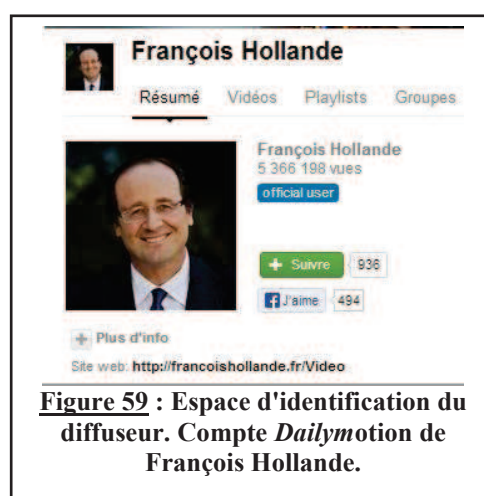 François Hollande
Résumé Vidéos Playlists Groupes
François Hollande
5 366 198 vues
official user
+ Suivre 936
f J'aime 494
+ Plus d'info
Site web: http://francoishollande.fr/Video
Figure 59 : Espace d'identification du
diffuseur. Compte Dailymotion de
François Hollande.